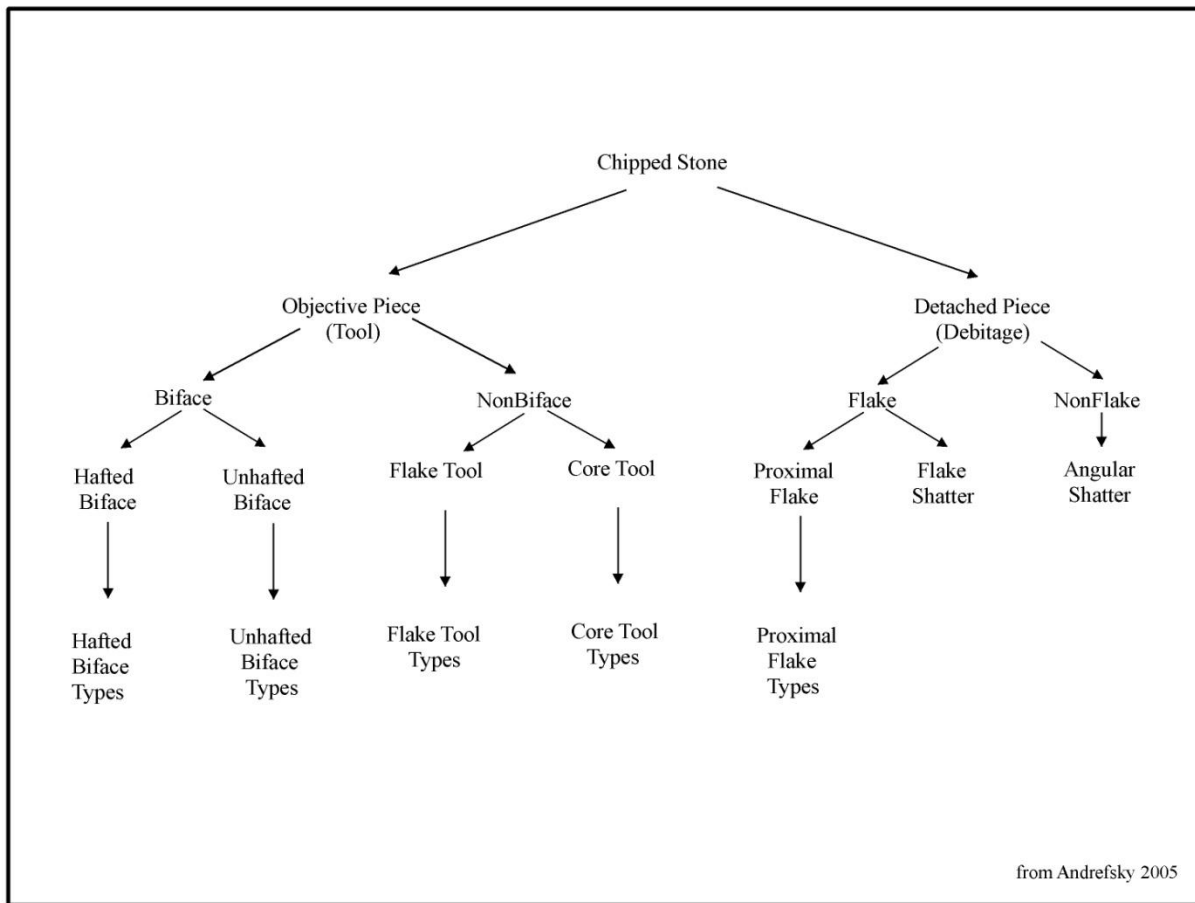 Chipped Stone
Objective Piece
(Tool)
Detached Piece
(Debitage)
Biface
NonBiface
Flake
NonFlake
Hafted
Biface
Unhafted
Biface
Flake Tool
Core Tool
Proximal
Flake
Flake
Shatter
Angular
Shatter
Hafted
Biface
Types
Unhafted
Biface
Types
Flake Tool
Types
Core Tool
Types
Proximal
Flake
Types
from Andrefsky 2005